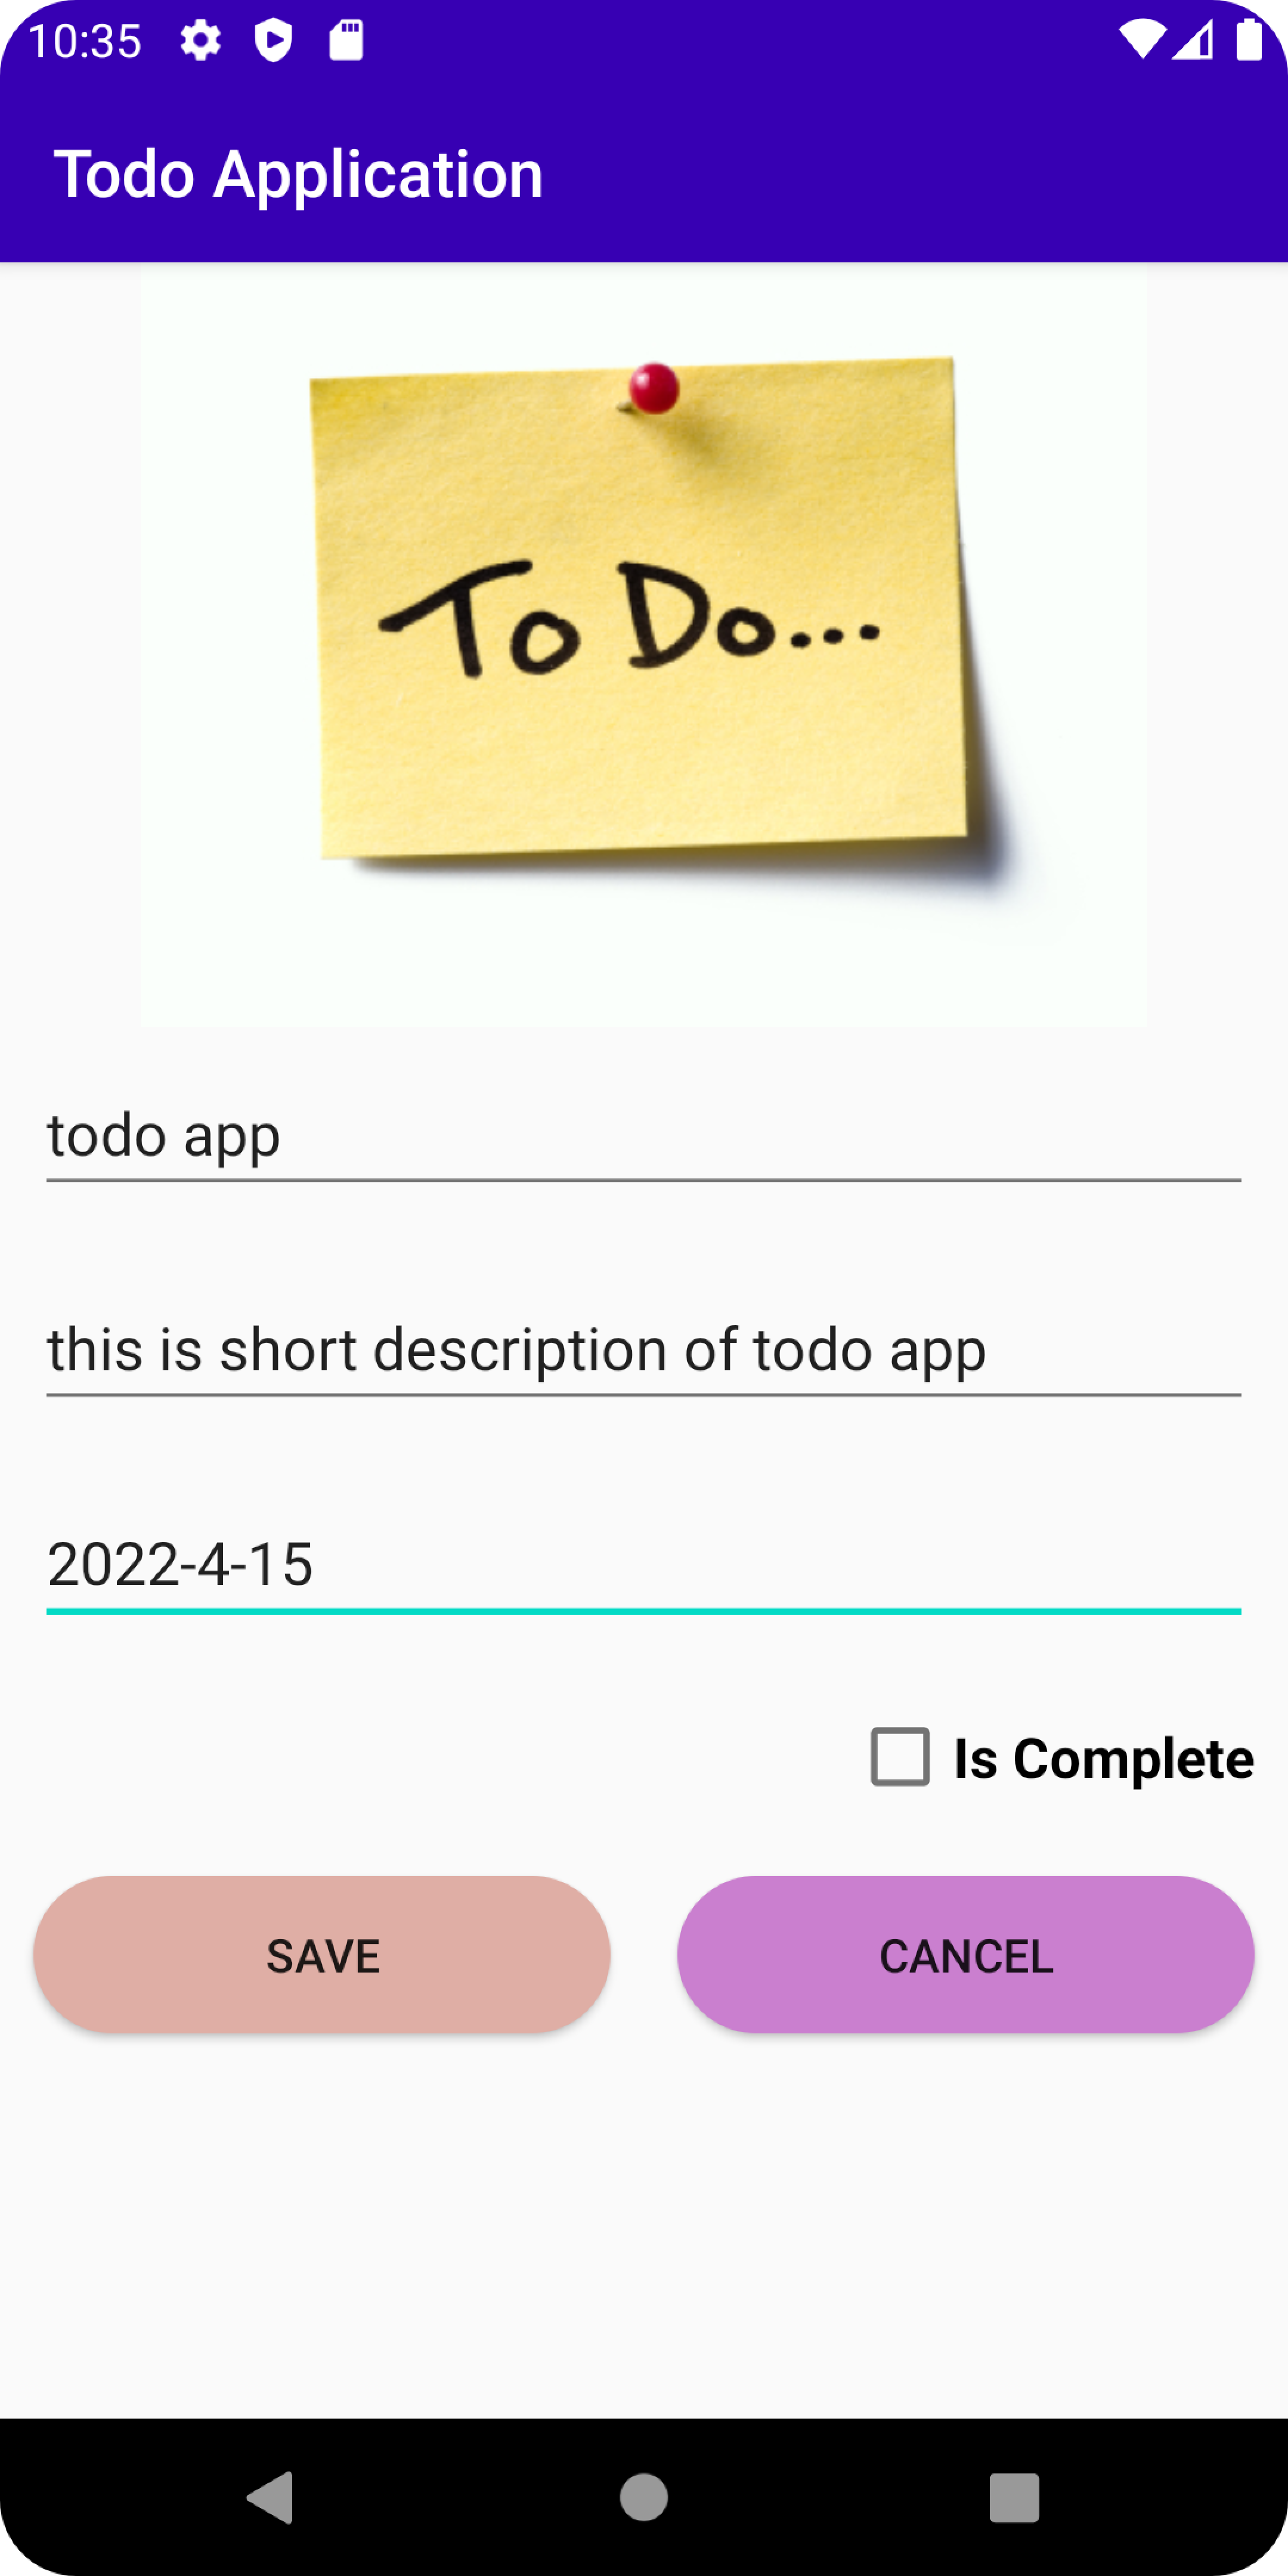 10:35
Todo Application
To Do...
todo app
this is short description of todo app
2022-4-15
Is Complete
SAVE
CANCEL